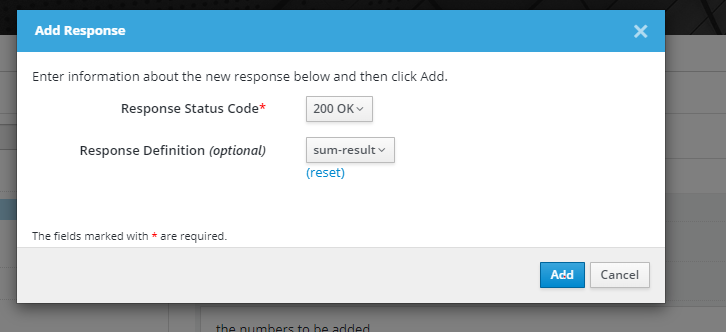 Add Response
Enter information about the new response below and then click Add.
Response Status Code* 200 OK
Response Definition (optional) sum-result
(reset)
The fields marked with * are required.
Add Cancel
the numbers to be added